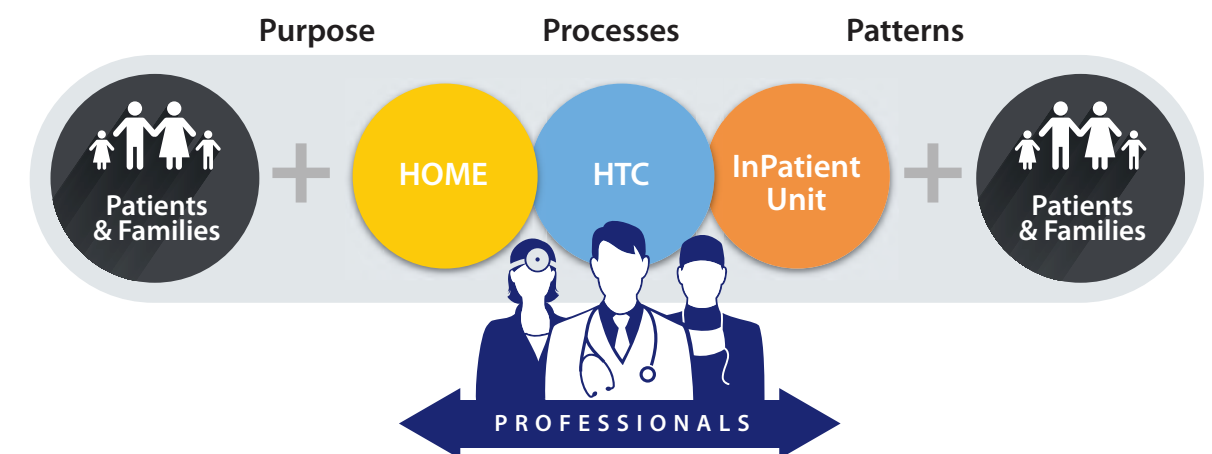 Purpose Processes Patterns
Patients
& Families
HOME
HTC
InPatient
Unit
Patients
& Families
PROFESSIONALS